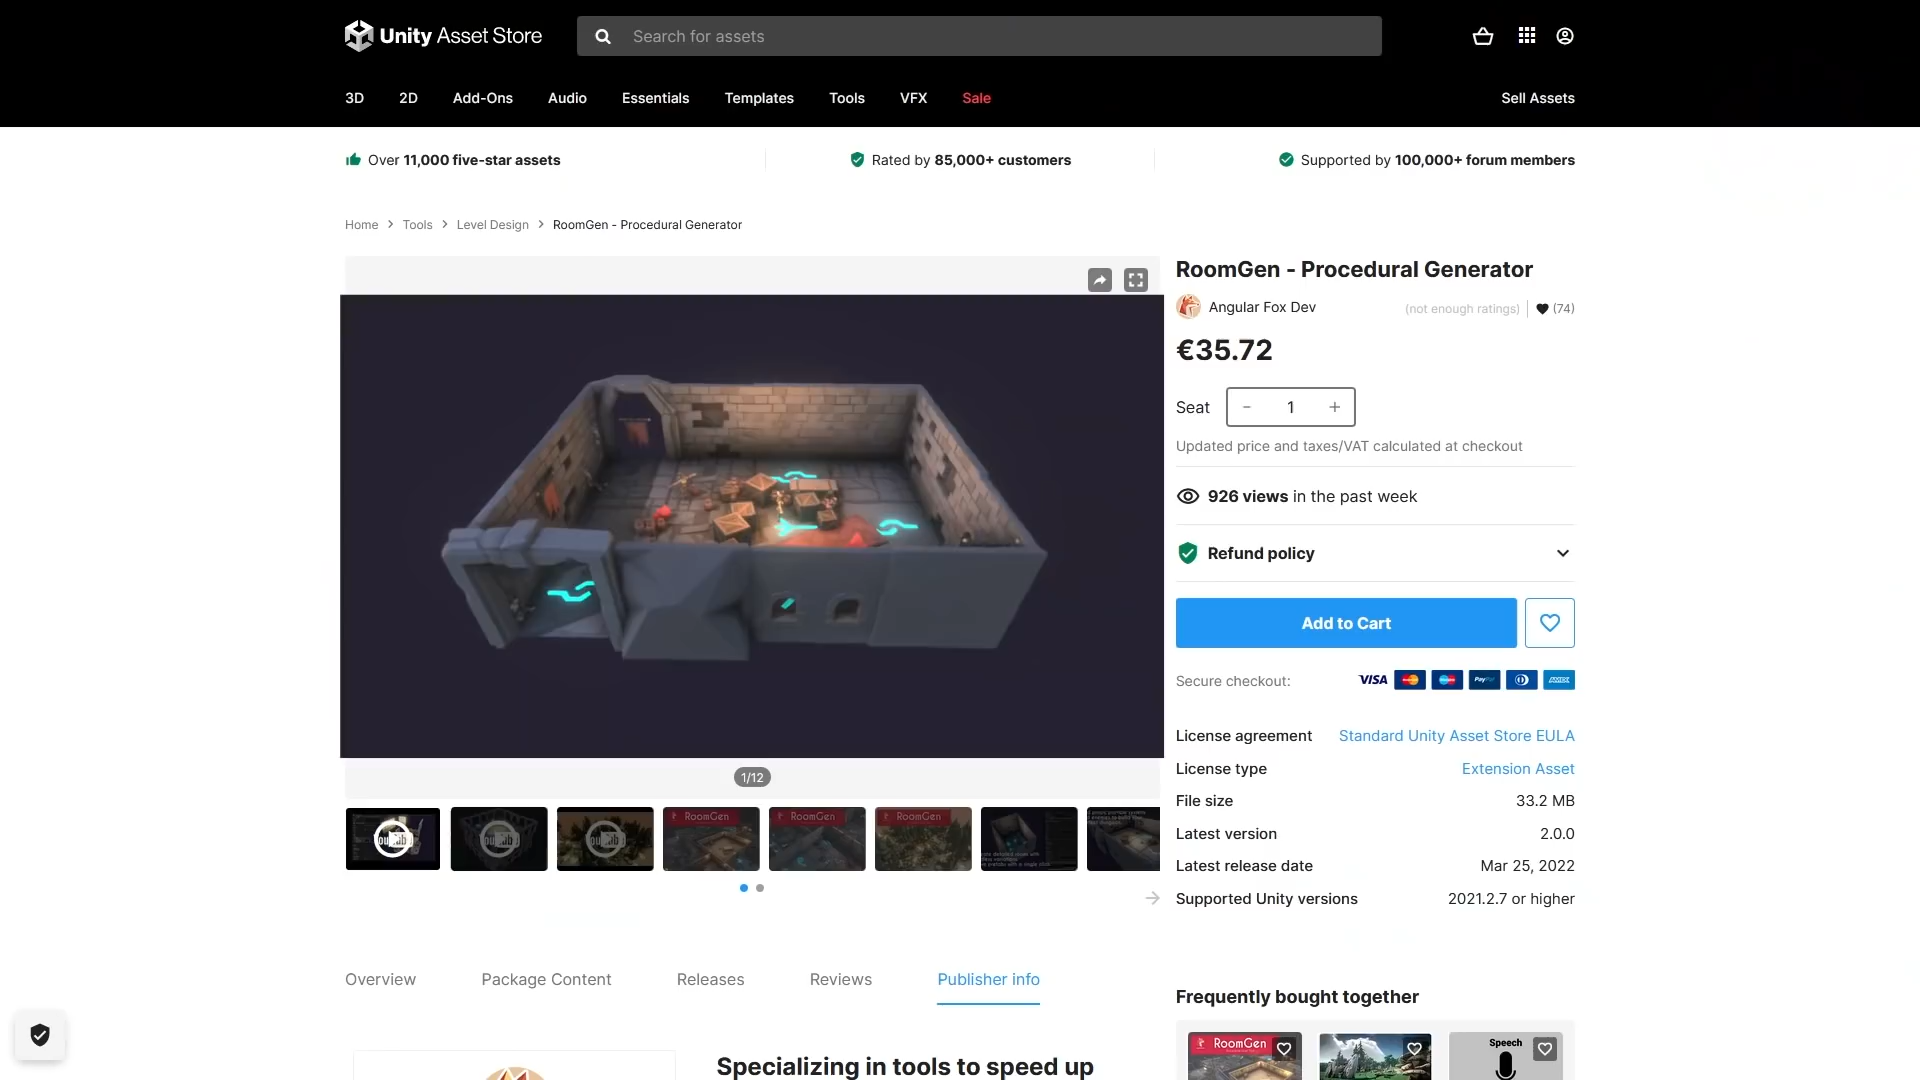 Unity Asset Store
Search for assets
3D 2D Add-Ons Audio Essentials Templates Tools VFX Sale Sell Assets
Over 11,000 five-star assets
Rated by 85,000+ customers
Supported by 100,000+ forum members
Home > Tools > Level Design > RoomGen - Procedural Generator
RoomGen - Procedural Generator
Angular Fox Dev
(not enough ratings) (74)
€35.72
Seat - 1 +
Updated price and taxes/VAT calculated at checkout
926 views in the past week
Refund policy
Add to Cart
Secure checkout: VISA PayPal AMEX
License agreement Standard Unity Asset Store EULA
License type Extension Asset
File size 33.2 MB
Latest version 2.0.0
Latest release date Mar 25, 2022
Supported Unity versions 2021.2.7 or higher
1/12
RoomGen
RoomGen
RoomGen
Overview Package Content Releases Reviews Publisher info
Specializing in tools to speed up
Frequently bought together
RoomGen
Speech